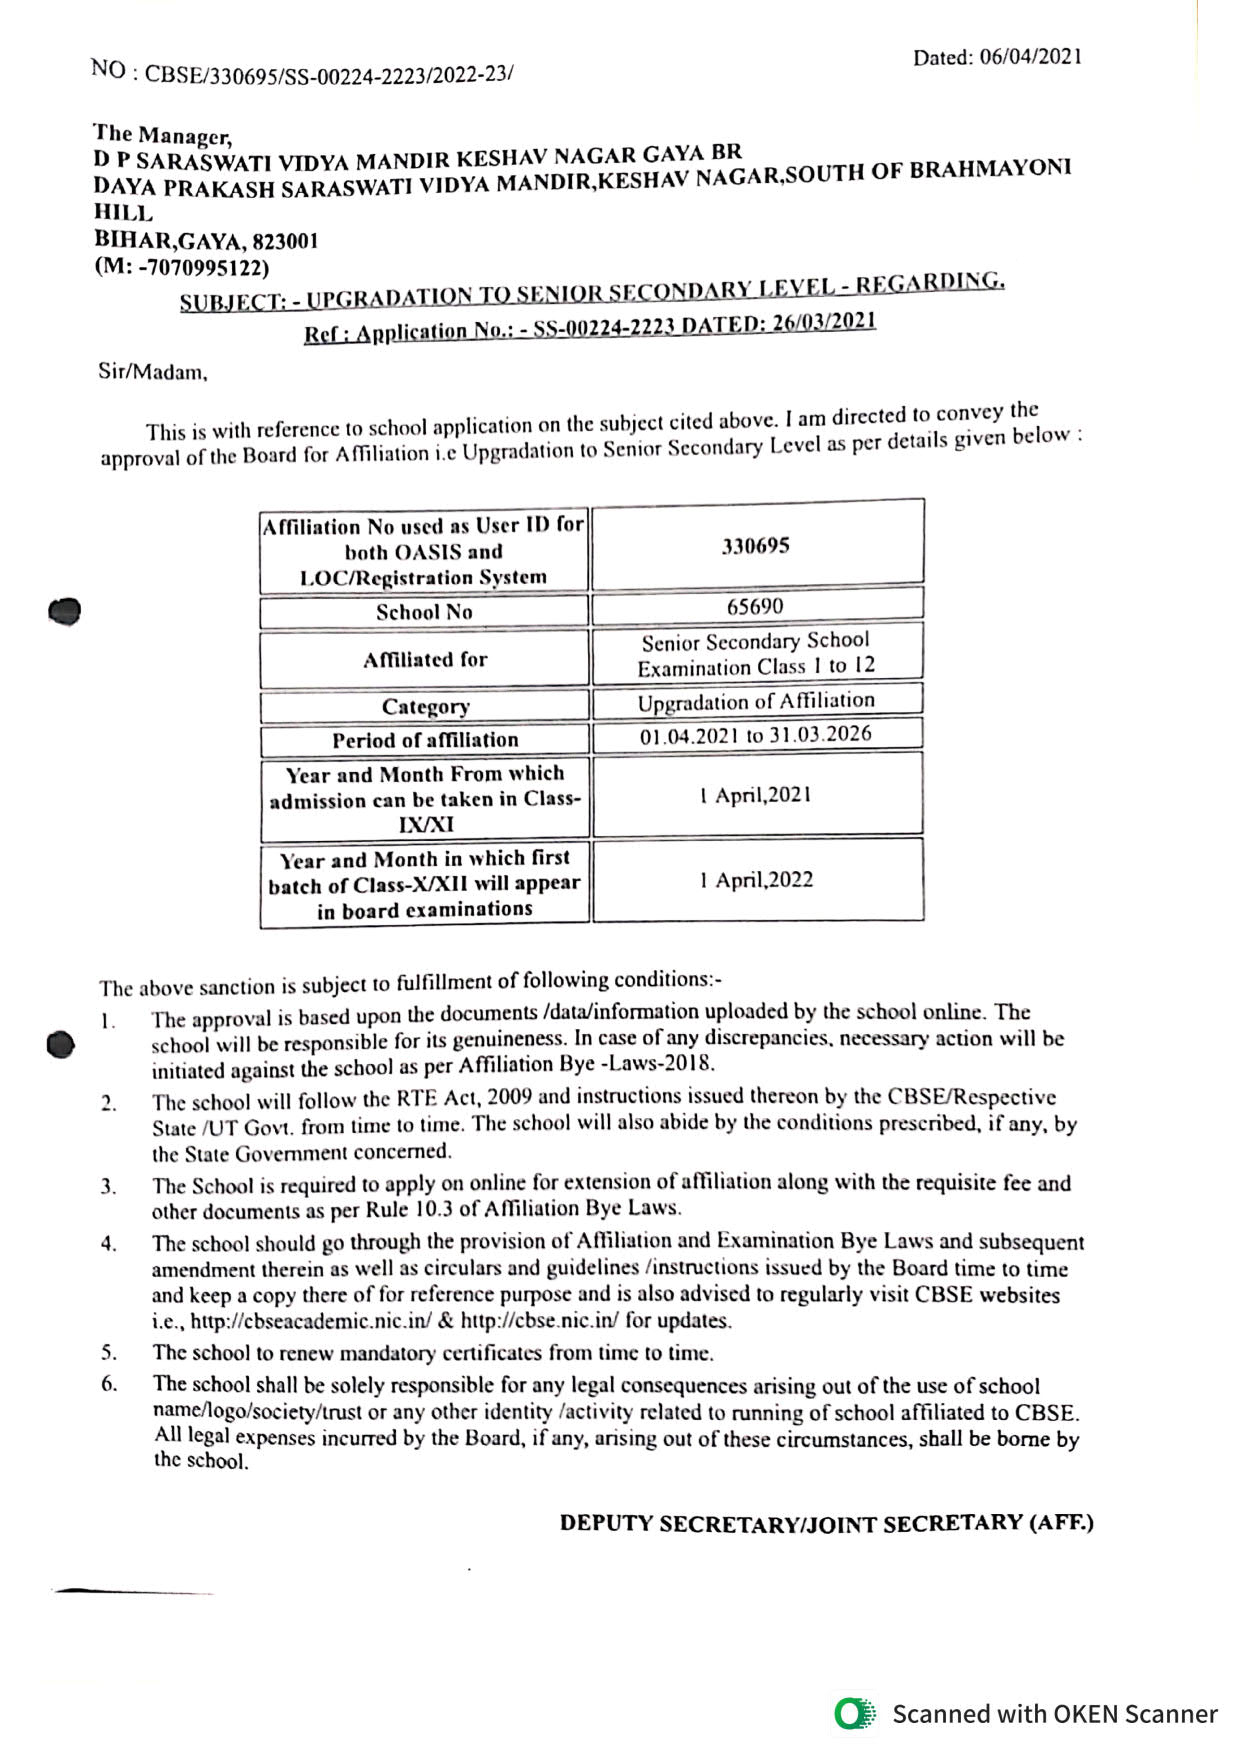 NO : CBSE/330695/SS-00224-2223/2022-23/
Dated: 06/04/2021
The Manager,
D P SARASWATI VIDYA MANDIR KESHAV NAGAR GAYA BR
DAYA PRAKASH SARASWATI VIDYA MANDIR,KESHAV NAGAR,SOUTH OF BRAHMAYONI
HILL
BIHAR,GAYA, 823001
(M: -7070995122)
SUBJECT: - UPGRADATION TO SENIOR SECONDARY LEVEL - REGARDING.
Ref : Application No.: - SS-00224-2223 DATED: 26/03/2021
Sir/Madam,
This is with reference to school application on the subject cited above. I am directed to convey the
approval of the Board for Affiliation i.e Upgradation to Senior Secondary Level as per details given below :
Affiliation No used as User ID for
both OASIS and
LOC/Registration System
330695
School No
65690
Affiliated for
Senior Secondary School
Examination Class 1 to 12
Category
Upgradation of Affiliation
Period of affiliation
01.04.2021 to 31.03.2026
Year and Month From which
admission can be taken in Class-
IX/XI
1 April,2021
Year and Month in which first
batch of Class-X/XII will appear
in board examinations
1 April,2022
The above sanction is subject to fulfillment of following conditions:-
1. The approval is based upon the documents /data/information uploaded by the school online. The
school will be responsible for its genuineness. In case of any discrepancies, necessary action will be
initiated against the school as per Affiliation Bye -Laws-2018.
2. The school will follow the RTE Act, 2009 and instructions issued thereon by the CBSE/Respective
State /UT Govt. from time to time. The school will also abide by the conditions prescribed, if any, by
the State Government concerned.
3. The School is required to apply on online for extension of affiliation along with the requisite fee and
other documents as per Rule 10.3 of Affiliation Bye Laws.
4. The school should go through the provision of Affiliation and Examination Bye Laws and subsequent
amendment therein as well as circulars and guidelines /instructions issued by the Board time to time
and keep a copy there of for reference purpose and is also advised to regularly visit CBSE websites
i.e., http://cbseacademic.nic.in/ & http://cbse.nic.in/ for updates.
5. The school to renew mandatory certificates from time to time.
6. The school shall be solely responsible for any legal consequences arising out of the use of school
name/logo/society/trust or any other identity /activity related to running of school affiliated to CBSE.
All legal expenses incurred by the Board, if any, arising out of these circumstances, shall be borne by
the school.
DEPUTY SECRETARY/JOINT SECRETARY (AFF.)
Scanned with OKEN Scanner